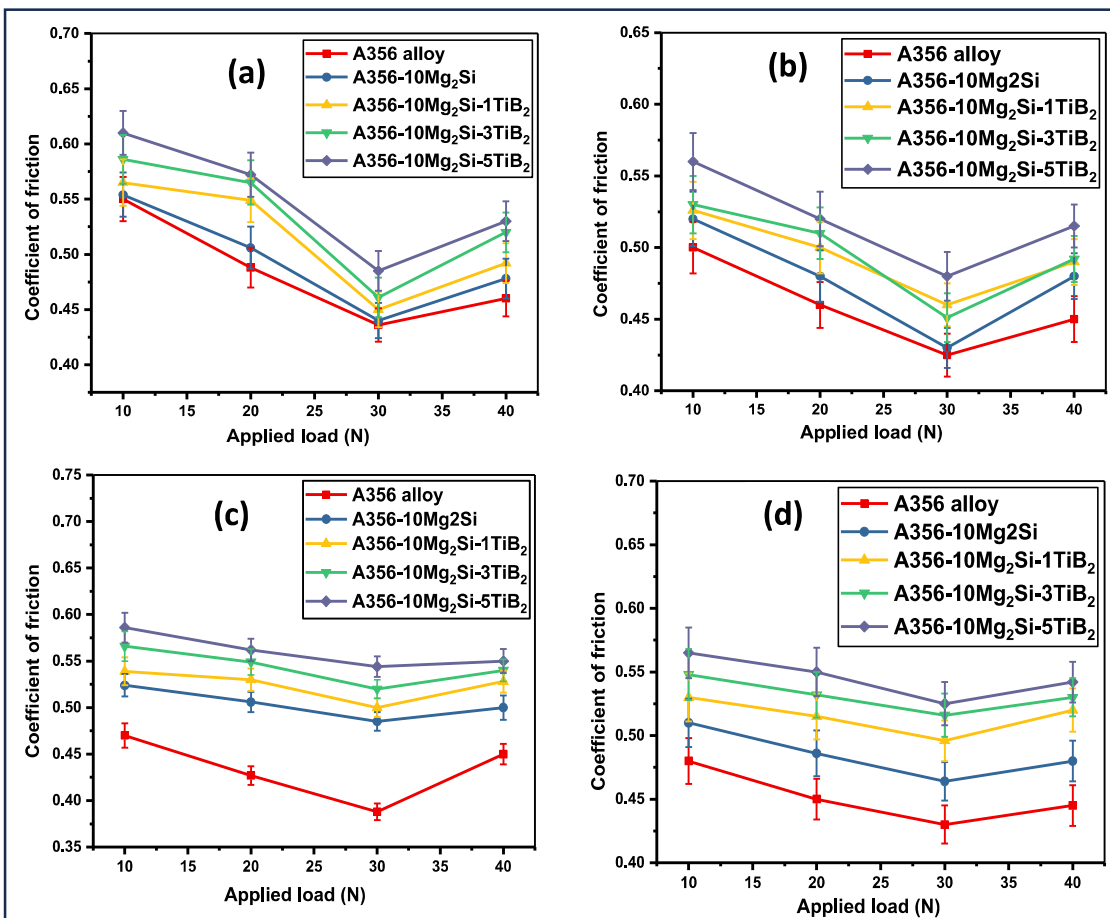 (a)
A356 alloy
A356-10Mg₂Si
A356-10Mg₂Si-1TiB₂
A356-10Mg₂Si-3TiB₂
A356-10Mg₂Si-5TiB₂
Coefficient of friction
0.70
0.65
0.60
0.55
0.50
0.45
0.40
10 15 20 25 30 35 40
Applied load (N)
(b)
A356 alloy
A356-10Mg2Si
A356-10Mg₂Si-1TiB₂
A356-10Mg₂Si-3TiB₂
A356-10Mg₂Si-5TiB₂
Coefficient of friction
0.65
0.60
0.55
0.50
0.45
0.40
10 15 20 25 30 35 40
Applied load (N)
(c)
A356 alloy
A356-10Mg2Si
A356-10Mg₂Si-1TiB₂
A356-10Mg₂Si-3TiB₂
A356-10Mg₂Si-5TiB₂
Coefficient of friction
0.75
0.70
0.65
0.60
0.55
0.50
0.45
0.40
0.35
10 15 20 25 30 35 40
Applied load (N)
(d)
A356 alloy
A356-10Mg2Si
A356-10Mg₂Si-1TiB₂
A356-10Mg₂Si-3TiB₂
A356-10Mg₂Si-5TiB₂
Coefficient of friction
0.70
0.65
0.60
0.55
0.50
0.45
0.40
10 15 20 25 30 35 40
Applied load (N)